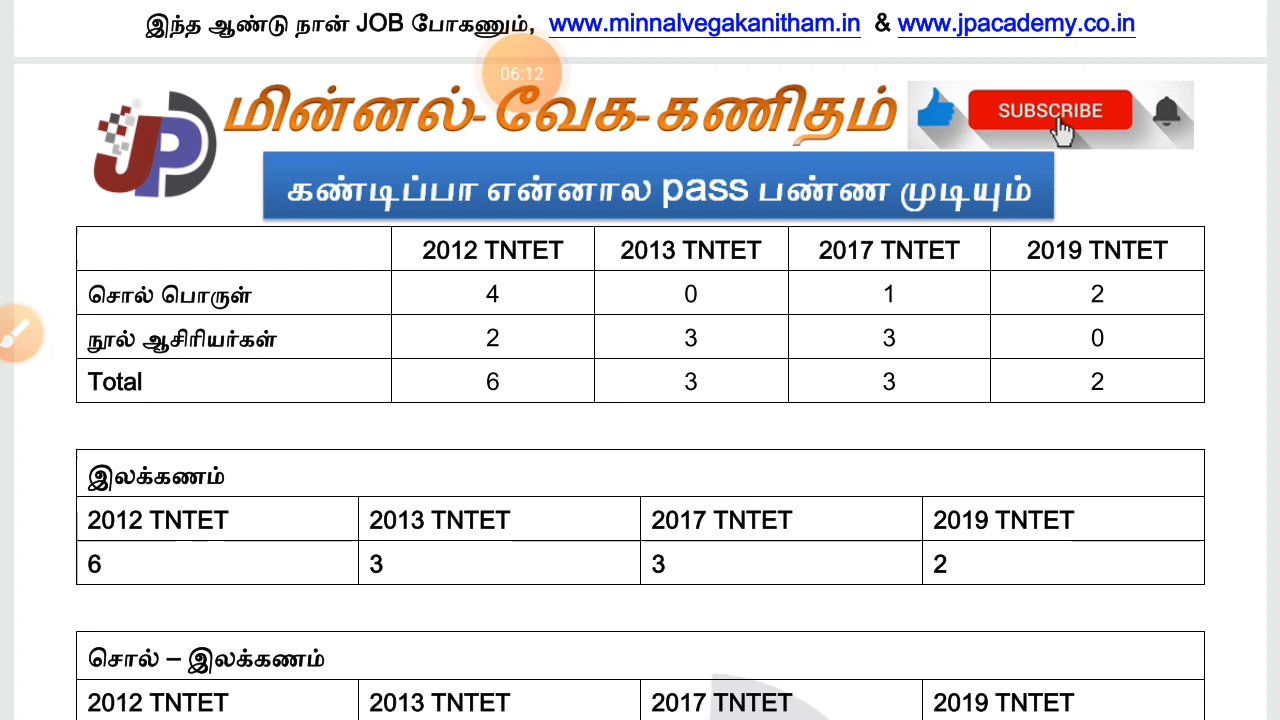 இந்த ஆண்டு நான் JOB போகணும், www.minnalvegakanitham.in & www.jpacademy.co.in
06:12
JP மின்னல்-வேக-கணிதம் SUBSCRIBE
கண்டிப்பா என்னால pass பண்ண முடியும்
2012 TNTET 2013 TNTET 2017 TNTET 2019 TNTET
சொல் பொருள் 4 0 1 2
நூல் ஆசிரியர்கள் 2 3 3 0
Total 6 3 3 2
இலக்கணம்
2012 TNTET 2013 TNTET 2017 TNTET 2019 TNTET
6 3 3 2
சொல் – இலக்கணம்
2012 TNTET 2013 TNTET 2017 TNTET 2019 TNTET